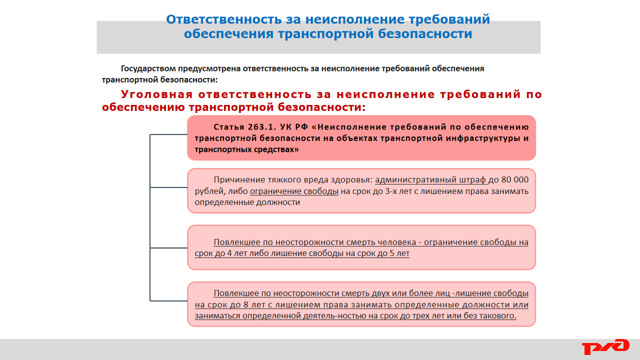 Ответственность за неисполнение требований
обеспечения транспортной безопасности
Государством предусмотрена ответственность за неисполнение требований обеспечения
транспортной безопасности:
Уголовная ответственность за неисполнение требований по
обеспечению транспортной безопасности:
Статья 263.1. УК РФ «Неисполнение требований по обеспечению
транспортной безопасности на объектах транспортной инфраструктуры и
транспортных средствах»
Причинение тяжкого вреда здоровья: административный штраф до 80 000
рублей, либо ограничение свободы на срок до 3-х лет с лишением права занимать
определенные должности
Повлекшее по неосторожности смерть человека - ограничение свободы на
срок до 4 лет либо лишение свободы на срок до 5 лет
Повлекшее по неосторожности смерть двух или более лиц -лишение свободы
на срок до 8 лет с лишением права занимать определенные должности или
заниматься определенной деятель-ностью на срок до трех лет или без такового.
РЖД